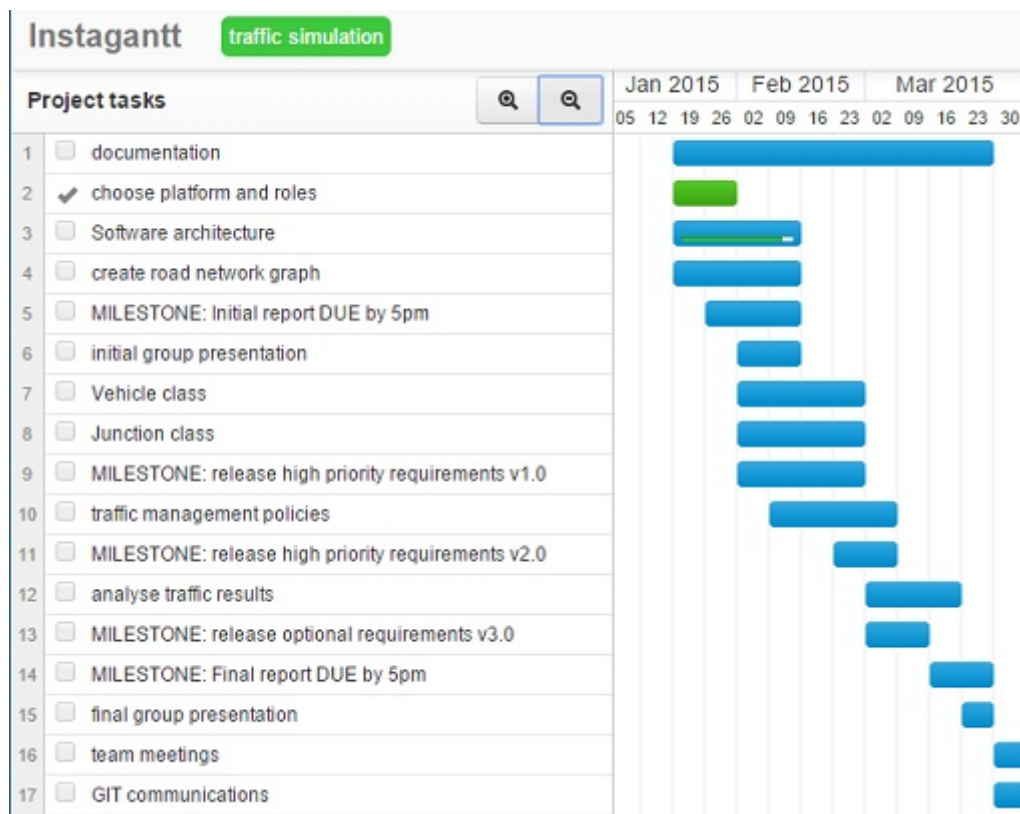 Instagantt traffic simulation
Project tasks
Jan 2015 Feb 2015 Mar 2015
05 12 19 26 02 09 16 23 02 09 16 23 30
1 documentation
2 choose platform and roles
3 Software architecture
4 create road network graph
5 MILESTONE: Initial report DUE by 5pm
6 initial group presentation
7 Vehicle class
8 Junction class
9 MILESTONE: release high priority requirements v1.0
10 traffic management policies
11 MILESTONE: release high priority requirements v2.0
12 analyse traffic results
13 MILESTONE: release optional requirements v3.0
14 MILESTONE: Final report DUE by 5pm
15 final group presentation
16 team meetings
17 GIT communications